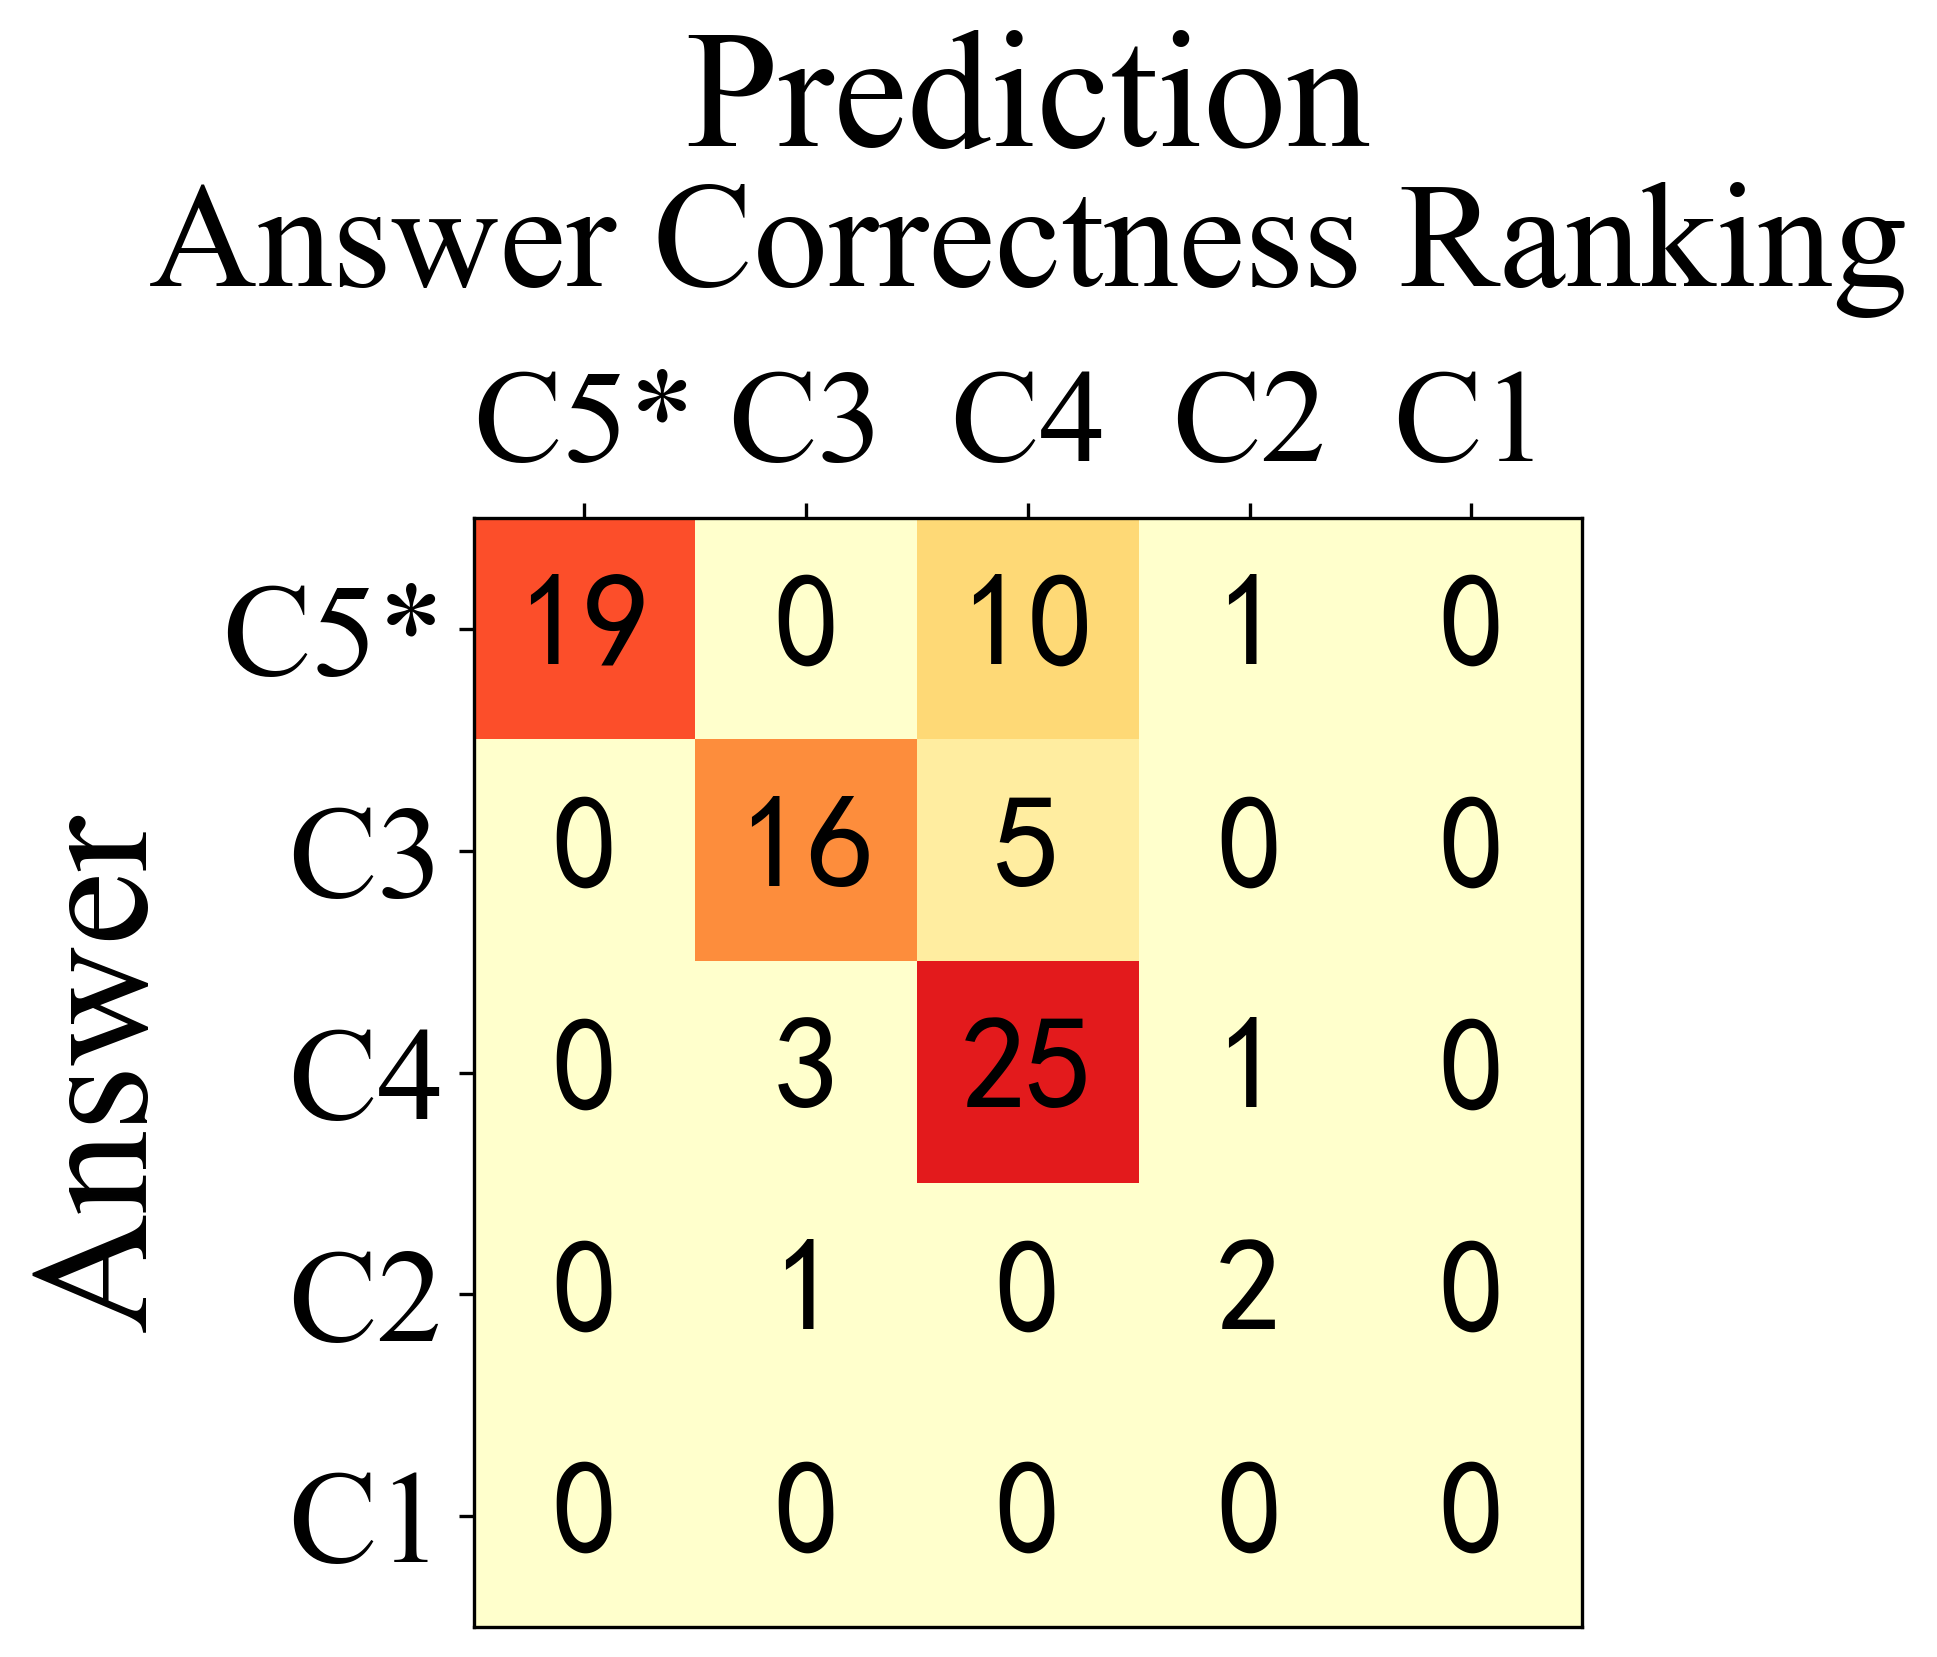 Prediction
Answer Correctness Ranking
C5* C3 C4 C2 C1
Answer
C5* 19 0 10 1 0
C3 0 16 5 0 0
C4 0 3 25 1 0
C2 0 1 0 2 0
C1 0 0 0 0 0